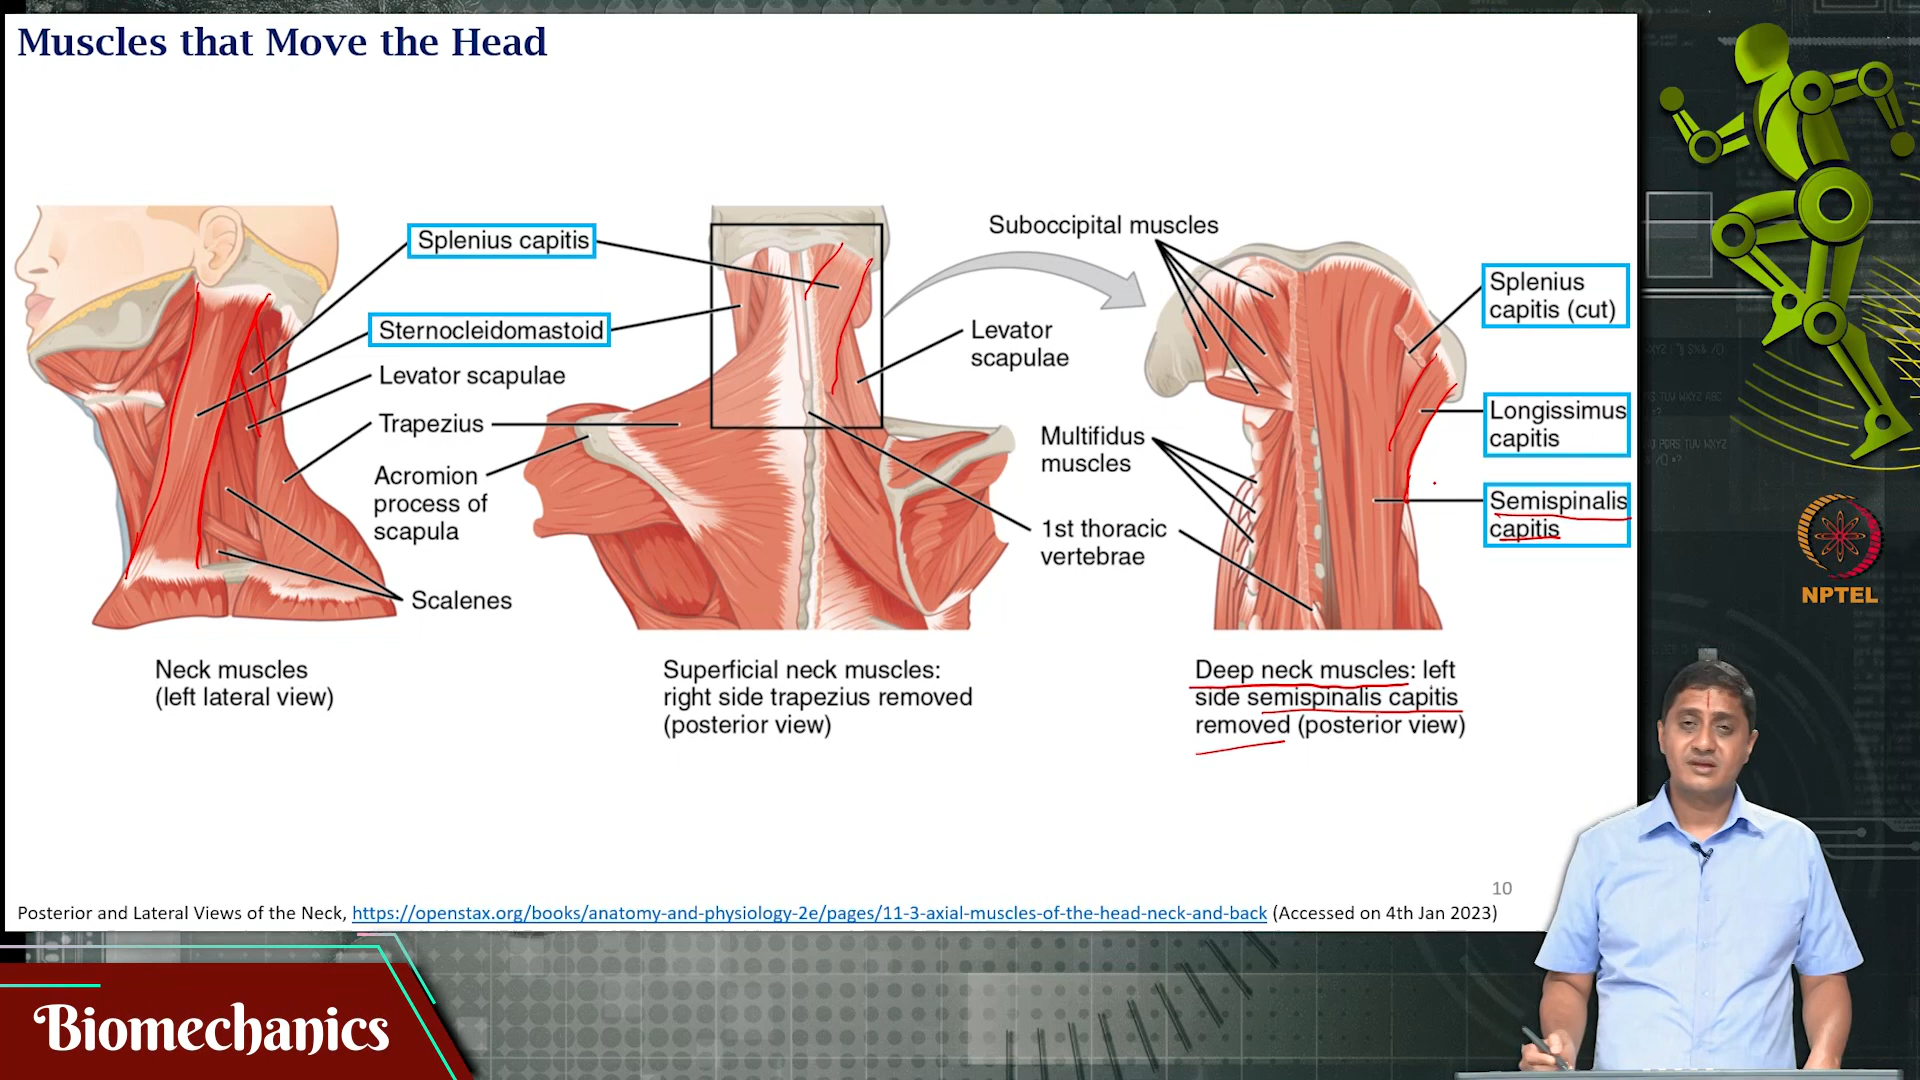 Muscles that Move the Head
Splenius capitis
Sternocleidomastoid
Levator scapulae
Trapezius
Acromion
process of
scapula
Scalenes
Neck muscles
(left lateral view)
Levator
scapulae
1st thoracic
vertebrae
Superficial neck muscles:
right side trapezius removed
(posterior view)
Suboccipital muscles
Multifidus
muscles
Splenius
capitis (cut)
Longissimus
capitis
Semispinalis
capitis
Deep neck muscles: left
side semispinalis capitis
removed (posterior view)
10
Posterior and Lateral Views of the Neck, https://openstax.org/books/anatomy-and-physiology-2e/pages/11-3-axial-muscles-of-the-head-neck-and-back (Accessed on 4th Jan 2023)
NPTEL
Biomechanics